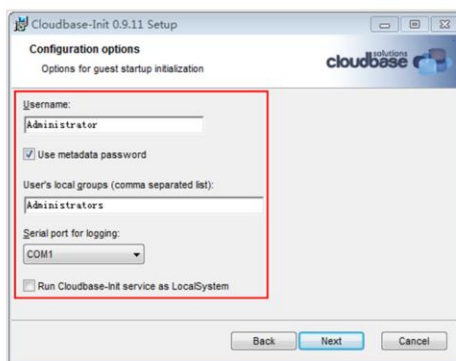 Cloudbase-Init 0.9.11 Setup
Configuration options
Options for guest startup initialization
solutions
cloudbase
Username:
Administrator
Use metadata password
User's local groups (comma separated list):
Administrators
Serial port for logging:
COM1
Run Cloudbase-Init service as LocalSystem
Back Next Cancel